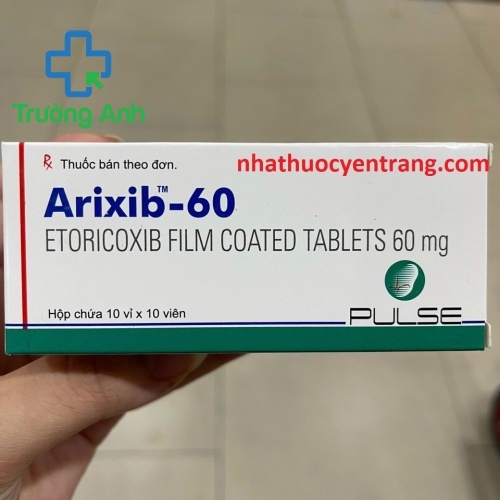 Trường Anh
Rx Thuốc bán theo đơn.
nhathuocyentrang.com
Arixib™-60
ETORICOXIB FILM COATED TABLETS 60 mg
Hộp chứa 10 vỉ x 10 viên
PULSE